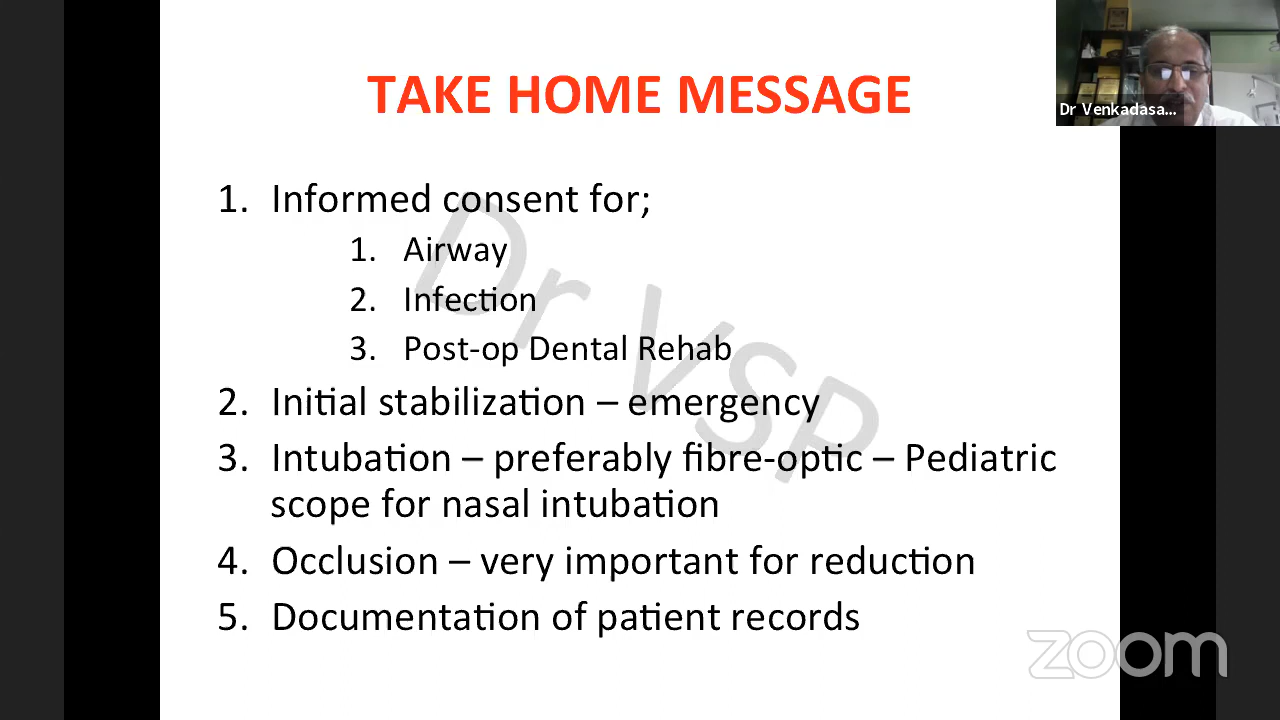 TAKE HOME MESSAGE
Dr Venkadasa...
1. Informed consent for;
1. Airway
2. Infection
3. Post-op Dental Rehab
2. Initial stabilization – emergency
3. Intubation – preferably fibre-optic – Pediatric
scope for nasal intubation
4. Occlusion – very important for reduction
5. Documentation of patient records
Dr VSP
zoom